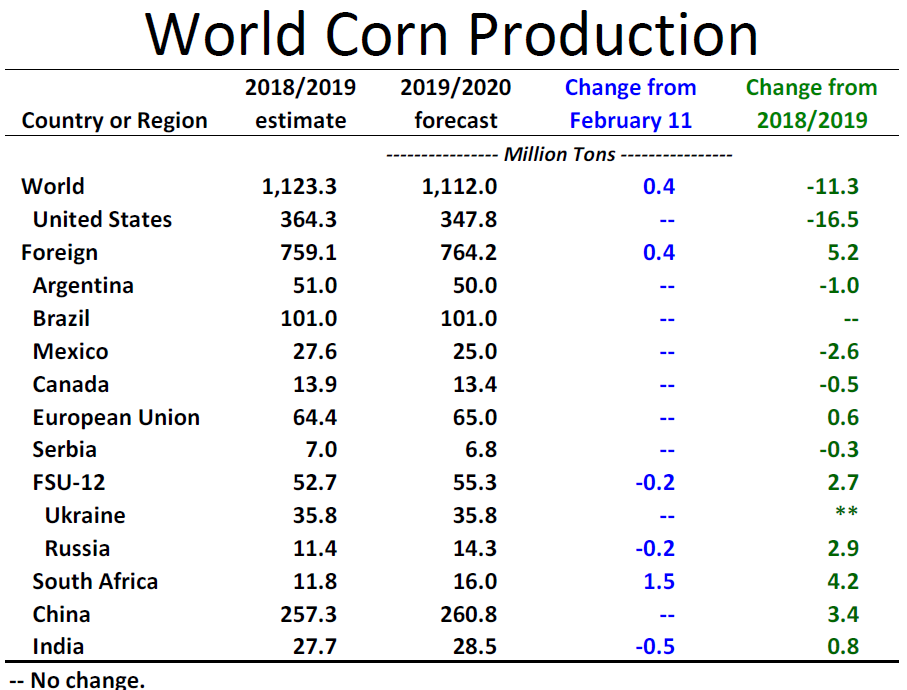 World Corn Production
Country or Region 2018/2019 estimate 2019/2020 forecast Change from February 11 Change from 2018/2019
---------------- Million Tons ----------------
World 1,123.3 1,112.0 0.4 -11.3
United States 364.3 347.8 -- -16.5
Foreign 759.1 764.2 0.4 5.2
Argentina 51.0 50.0 -- -1.0
Brazil 101.0 101.0 -- --
Mexico 27.6 25.0 -- -2.6
Canada 13.9 13.4 -- -0.5
European Union 64.4 65.0 -- 0.6
Serbia 7.0 6.8 -- -0.3
FSU-12 52.7 55.3 -0.2 2.7
Ukraine 35.8 35.8 -- **
Russia 11.4 14.3 -0.2 2.9
South Africa 11.8 16.0 1.5 4.2
China 257.3 260.8 -- 3.4
India 27.7 28.5 -0.5 0.8
-- No change.